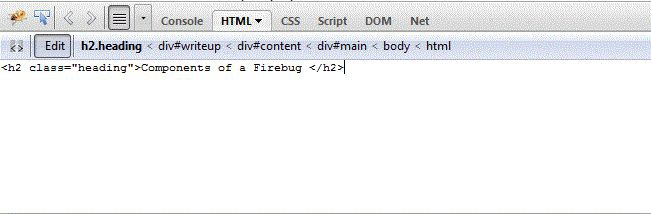 Console HTML CSS Script DOM Net
Edit h2.heading < div#writeup < div#content < div#main < body < html
<h2 class="heading">Components of a Firebug </h2>